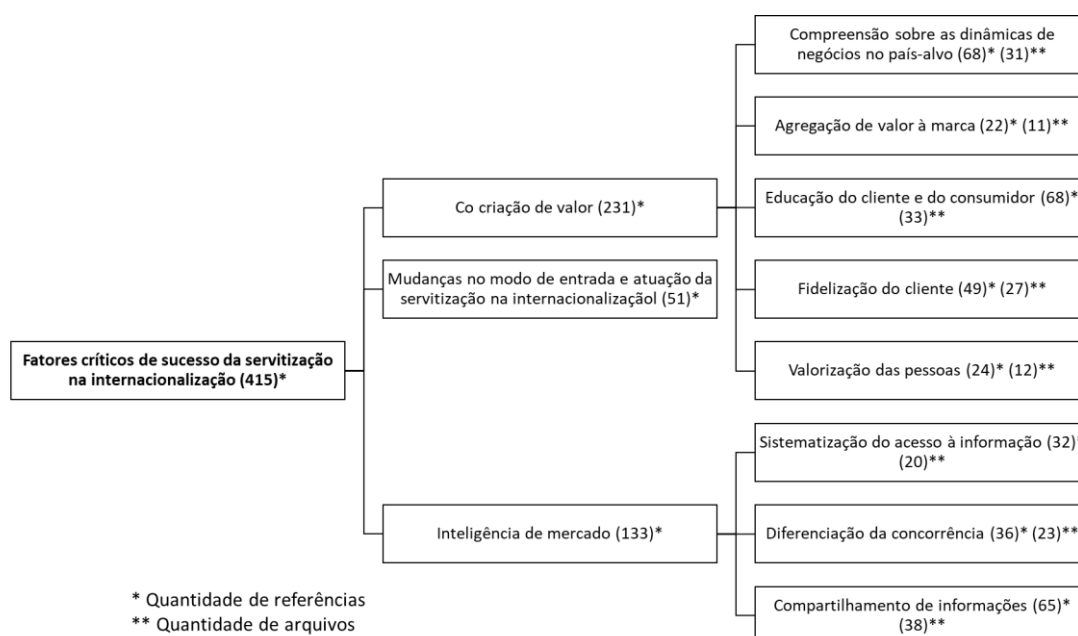 Compreensão sobre as dinâmicas de
negócios no país-alvo (68)* (31)**
Agregação de valor à marca (22)* (11)**
Co criação de valor (231)*
Educação do cliente e do consumidor (68)*
(33)**
Mudanças no modo de entrada e atuação da
servitização na internacionalizaçãol (51)*
Fidelização do cliente (49)* (27)**
Fatores críticos de sucesso da servitização
na internacionalização (415)*
Valorização das pessoas (24)* (12)**
Sistematização do acesso à informação (32)*
(20)**
Inteligência de mercado (133)*
Diferenciação da concorrência (36)* (23)**
Compartilhamento de informações (65)*
(38)**
* Quantidade de referências
** Quantidade de arquivos